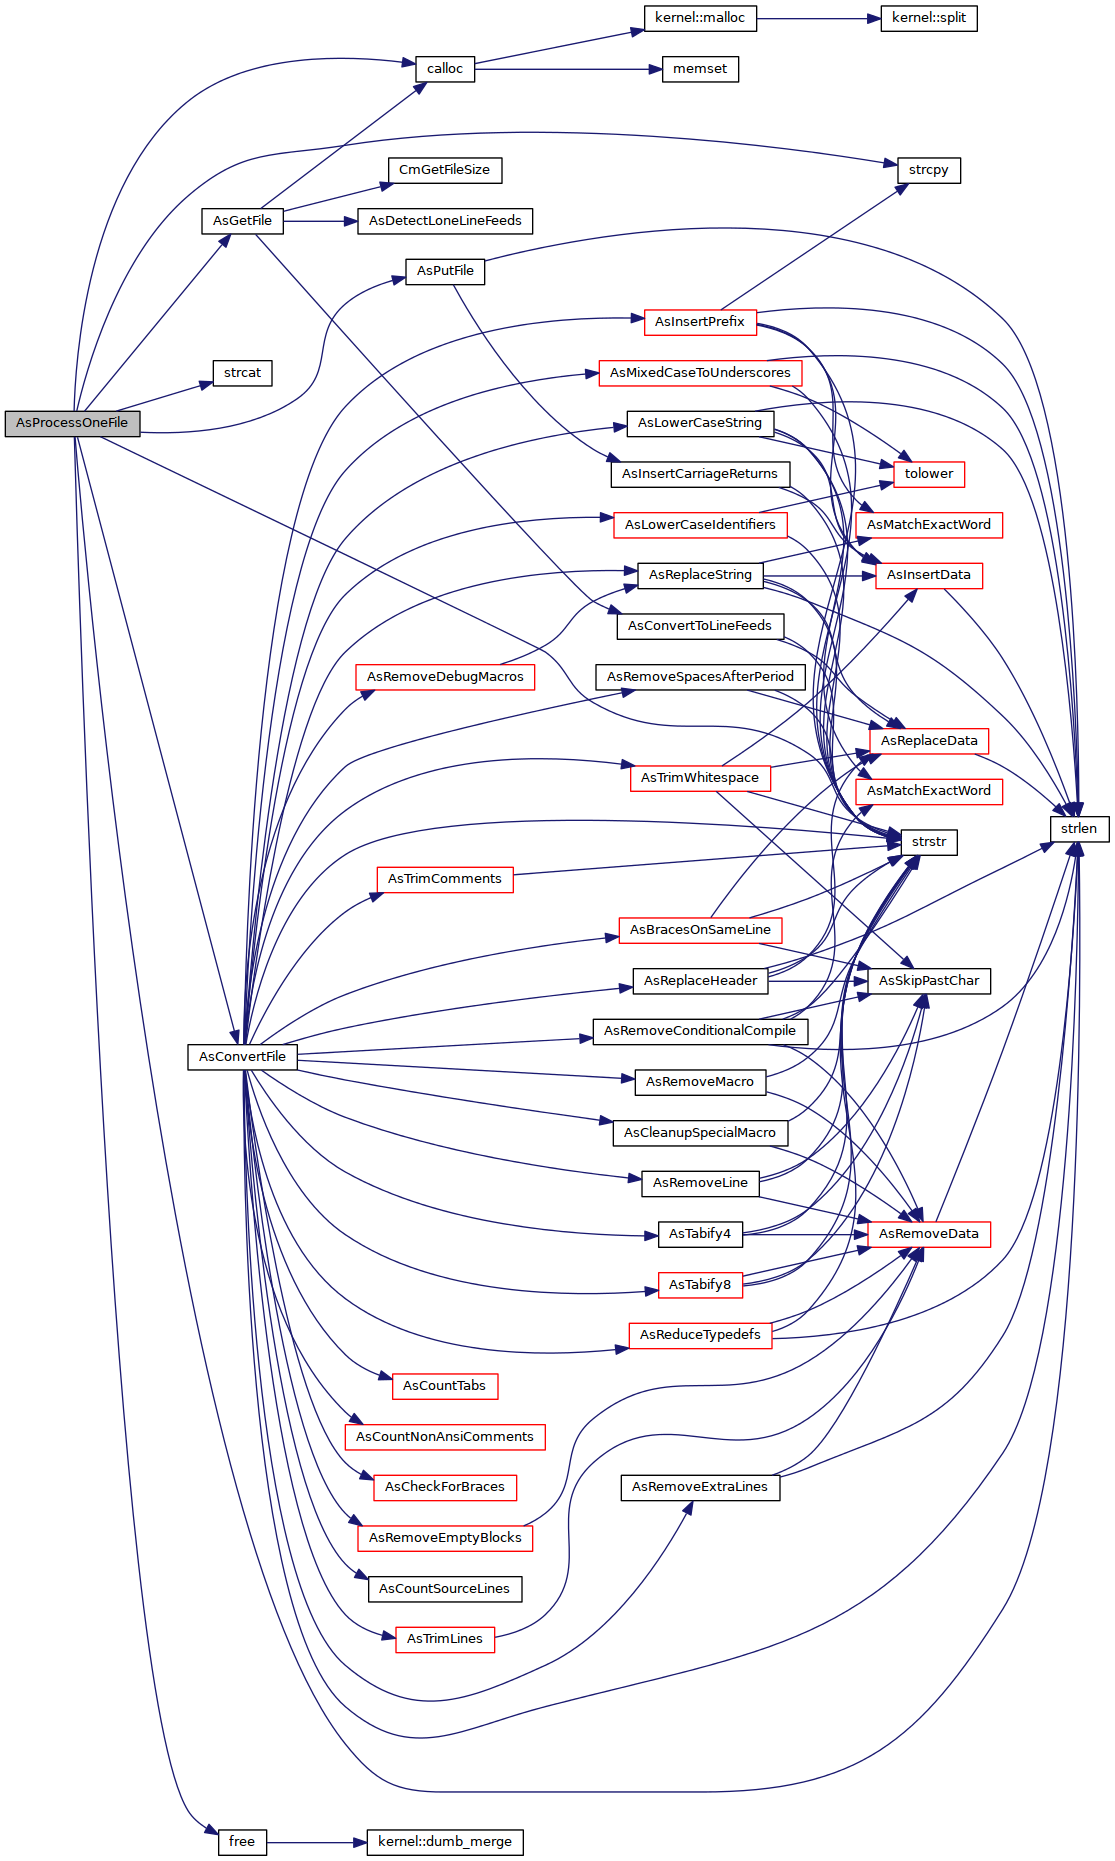 kernel::malloc
kernel::split
calloc
memset
CmGetFileSize
strcpy
AsGetFile
AsDetectLoneLineFeeds
AsPutFile
AsInsertPrefix
strcat
AsMixedCaseToUnderscores
AsProcessOneFile
AsLowerCaseString
AsInsertCarriageReturns
tolower
AsLowerCaseIdentifiers
AsMatchExactWord
AsReplaceString
AsInsertData
AsConvertToLineFeeds
AsRemoveDebugMacros
AsRemoveSpacesAfterPeriod
AsReplaceData
AsTrimWhitespace
AsMatchExactWord
strlen
strstr
AsTrimComments
AsBracesOnSameLine
AsReplaceHeader
AsSkipPastChar
AsRemoveConditionalCompile
AsConvertFile
AsRemoveMacro
AsCleanupSpecialMacro
AsRemoveLine
AsTabify4
AsRemoveData
AsTabify8
AsReduceTypedefs
AsCountTabs
AsCountNonAnsiComments
AsCheckForBraces
AsRemoveExtraLines
AsRemoveEmptyBlocks
AsCountSourceLines
AsTrimLines
free
kernel::dumb_merge